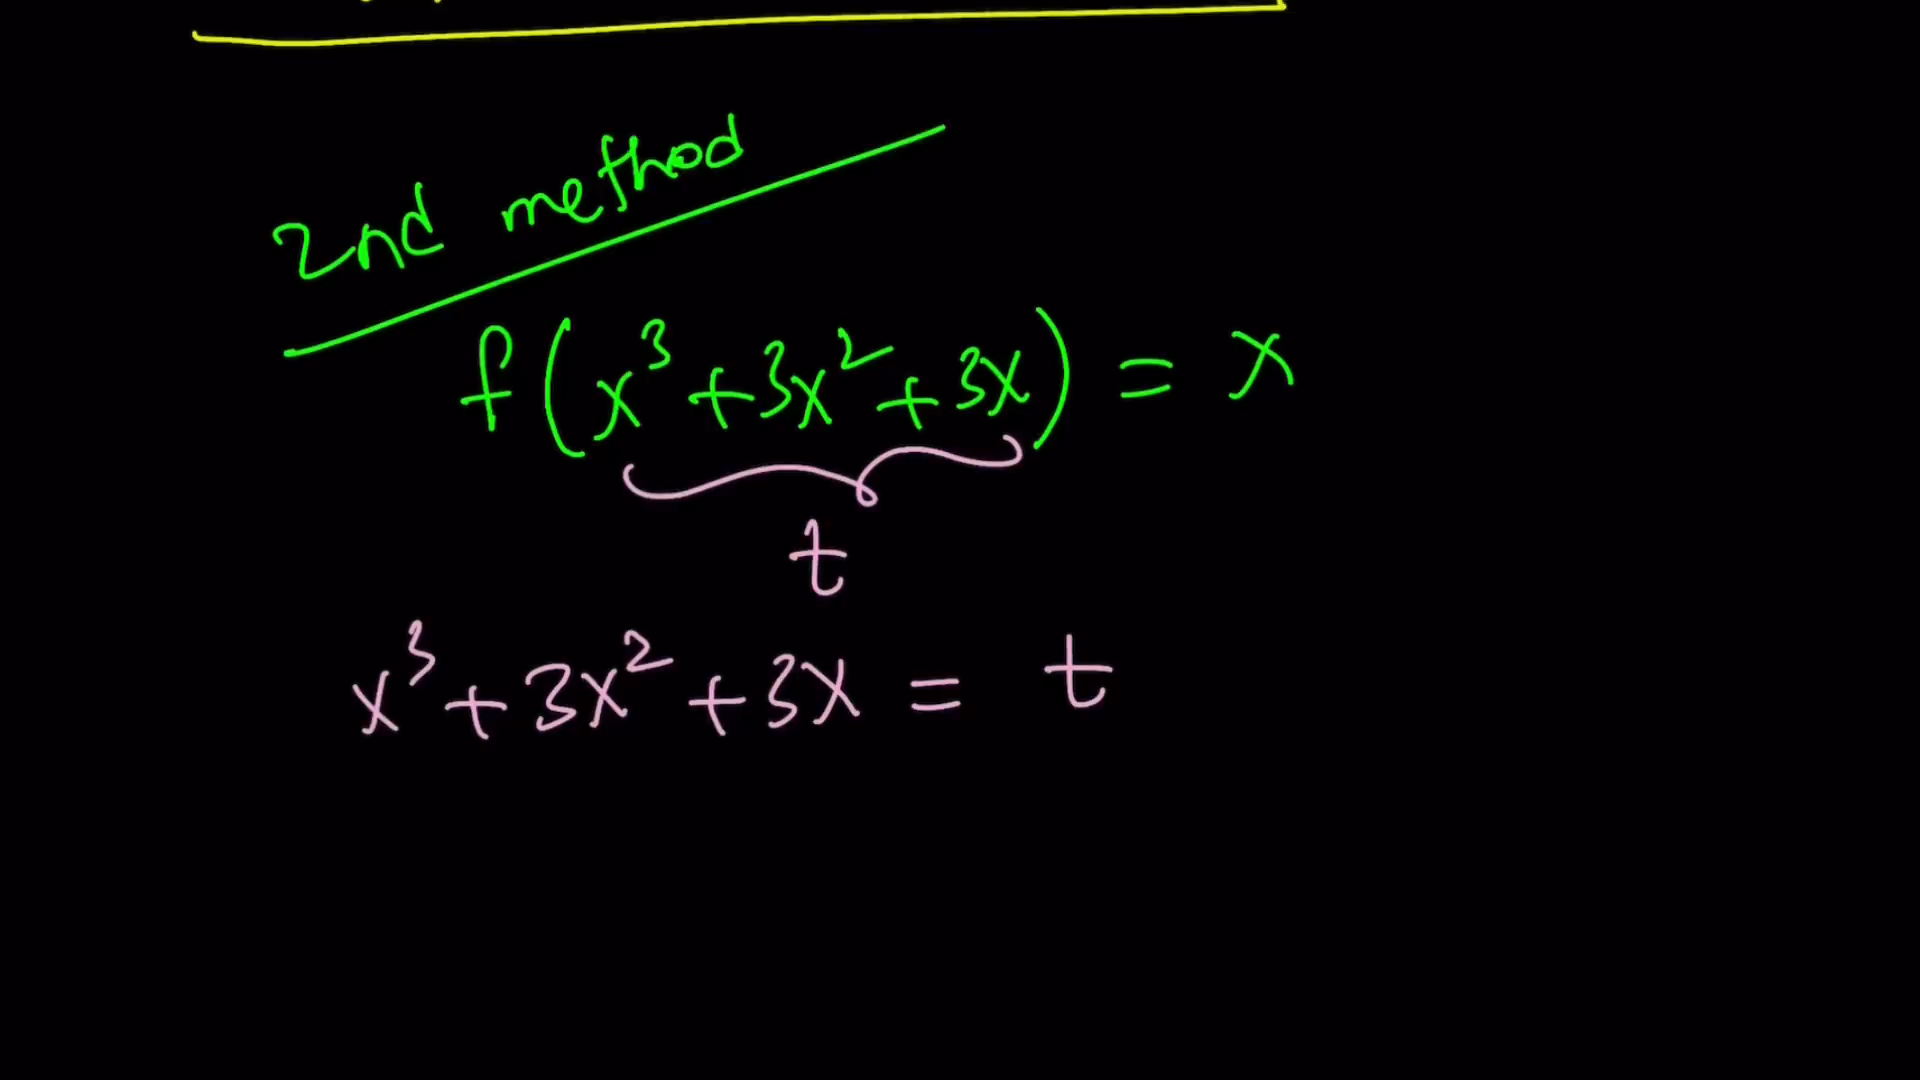 2nd method
f(x³+3x²+3x) = x
t
x³+3x²+3x = t